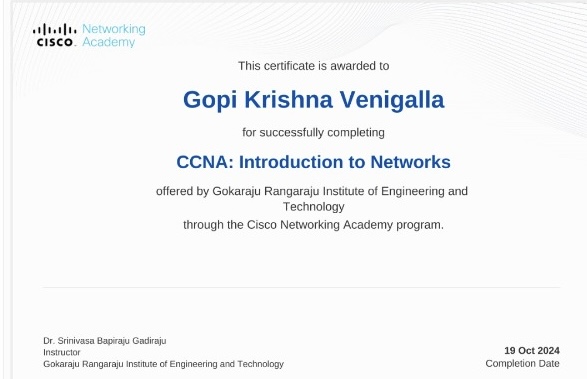 Networking
CISCO. Academy
This certificate is awarded to
Gopi Krishna Venigalla
for successfully completing
CCNA: Introduction to Networks
offered by Gokaraju Rangaraju Institute of Engineering and
Technology
through the Cisco Networking Academy program.
Dr. Srinivasa Bapiraju Gadiraju
Instructor
Gokaraju Rangaraju Institute of Engineering and Technology
19 Oct 2024
Completion Date